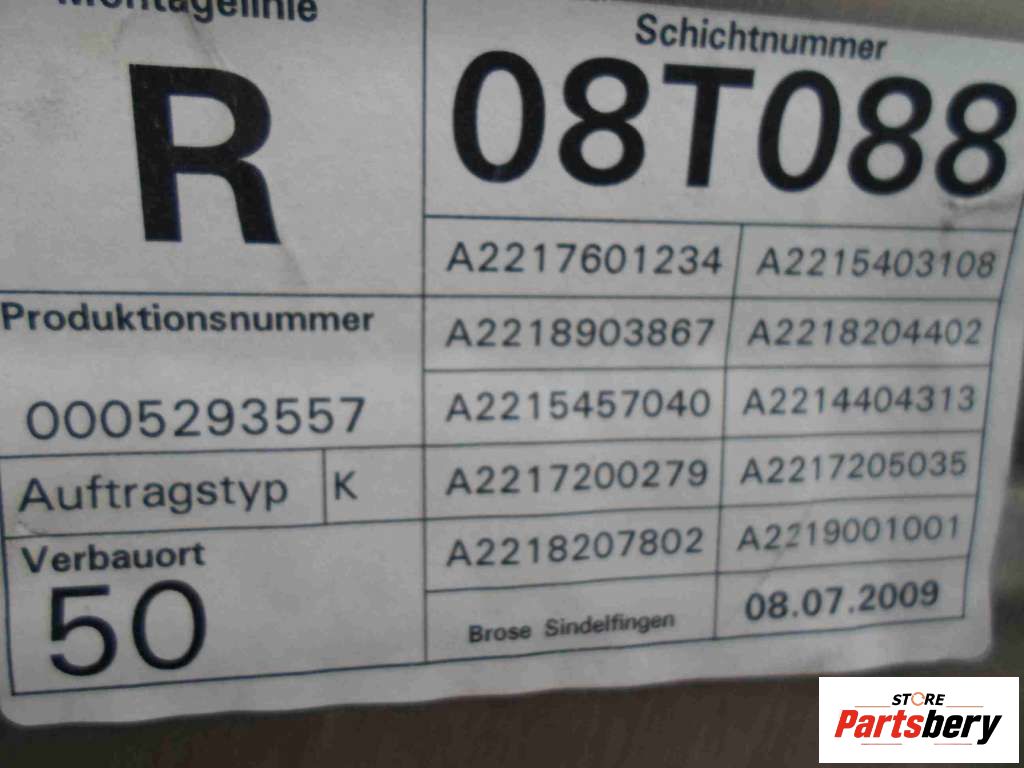 Montagelinie
R
Schichtnummer
08T088
Produktionsnummer
0005293557
Auftragstyp K
Verbauort
50
A2217601234 A2215403108
A2218903867 A2218204402
A2215457040 A2214404313
A2217200279 A2217205035
A2218207802 A2219001001
Brose Sindelfingen 08.07.2009
STORE
Partsbery